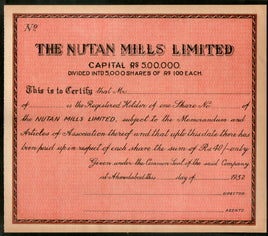 No
THE NUTAN MILLS LIMITED
CAPITAL RS 5,00,000.
DIVIDED INTO 5,000 SHARES OF RS 100 EACH.
This is to Certify that Mr.
of is the Registered Holder of one Share No. of
the NUTAN MILLS LIMITED, subject to the Memorandum and
Articles of Association thereof and that upto this date there has
been paid up in respect of each share the sum of Rs 40/- only
Given under the Common Seal of the said Company
at Ahmedabad this day of 1932
DIRECTOR
AGENTS